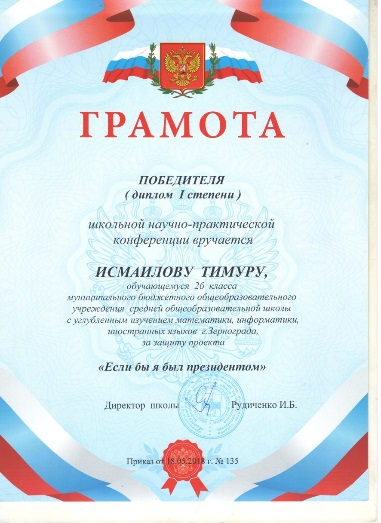 ГРАМОТА
ПОБЕДИТЕЛЯ
( диплом I степени )
школьной научно-практической
конференции вручается
ИСМАИЛОВУ ТИМУРУ,
обучающемуся 2б класса
муниципального бюджетного общеобразовательного
учреждения средней общеобразовательной школы
с углубленным изучением математики, информатики,
иностранных языков г.Зернограда,
за защиту проекта
«Если бы я был президентом»
Директор школы Рудиченко И.Б.
Приказ от 18.05.2018 г. № 135